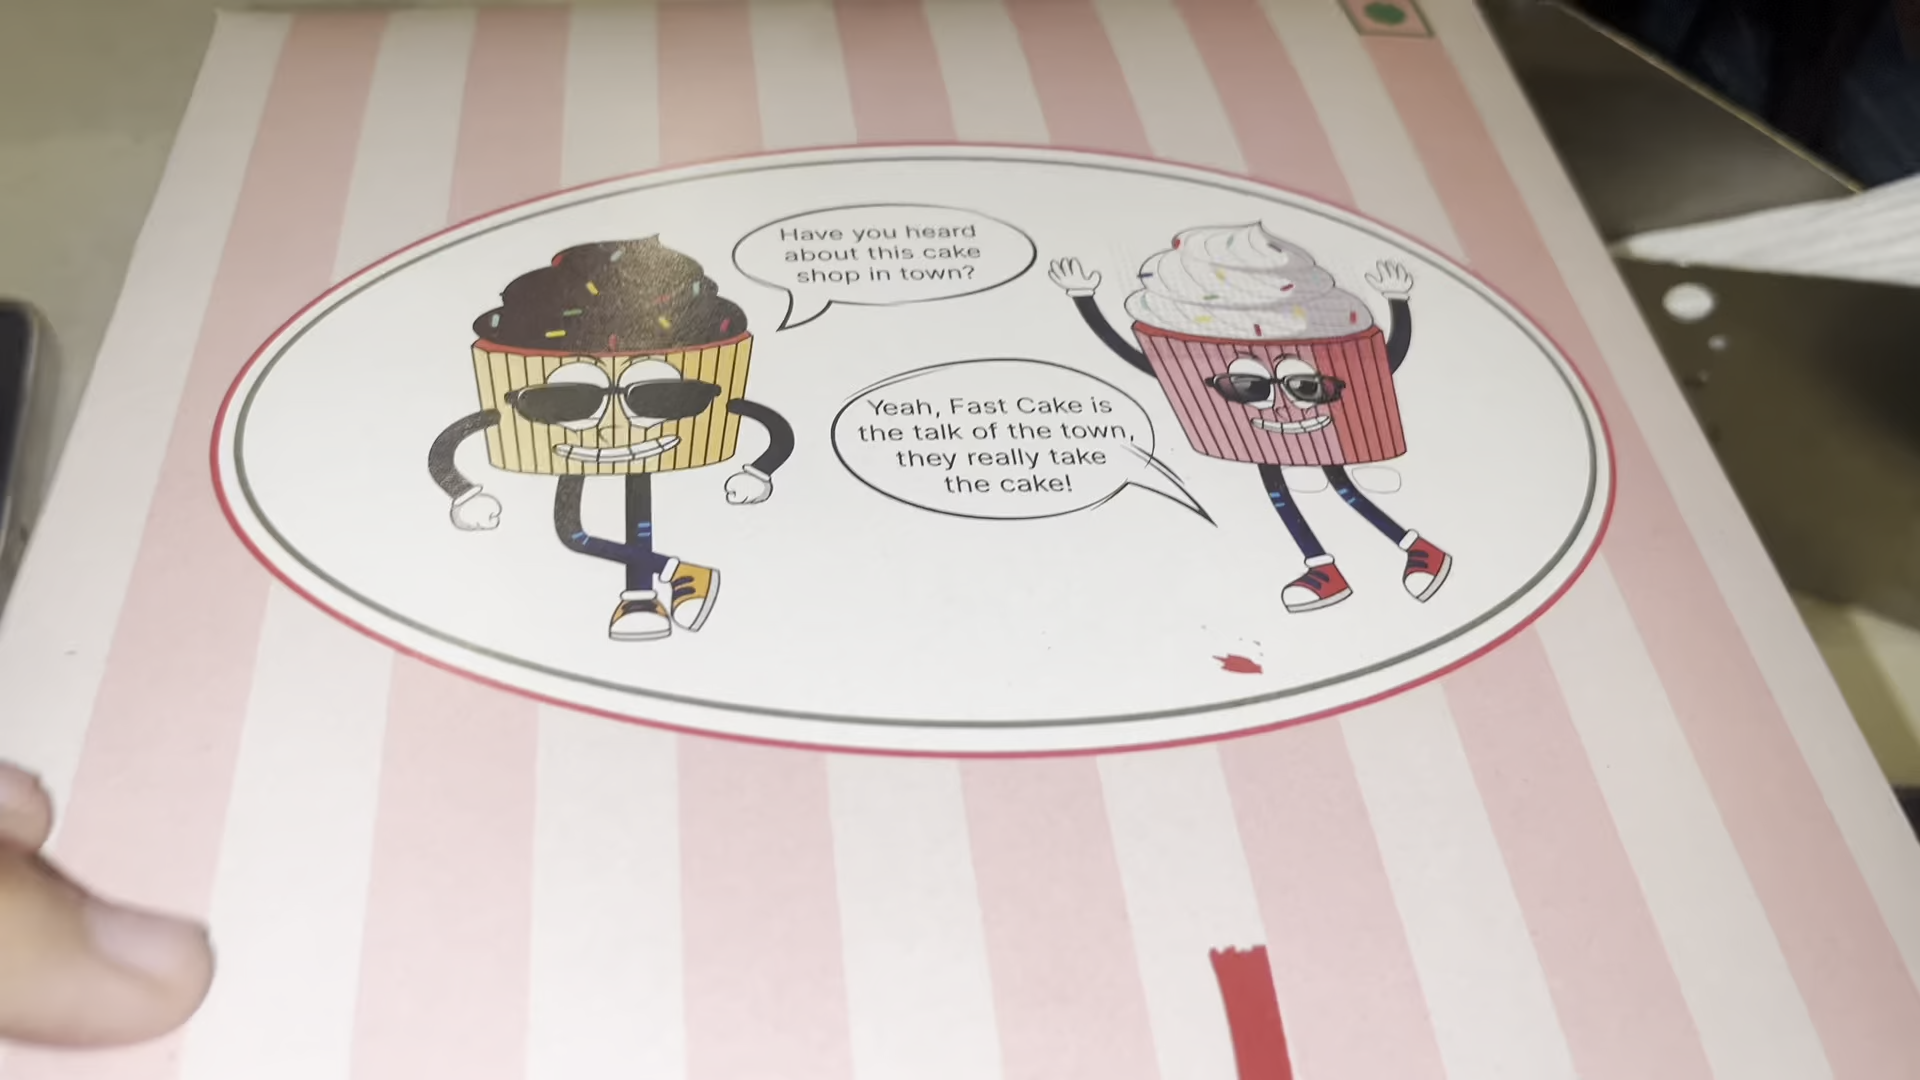 Have you heard
about this cake
shop in town?
Yeah, Fast Cake is
the talk of the town,
they really take
the cake!